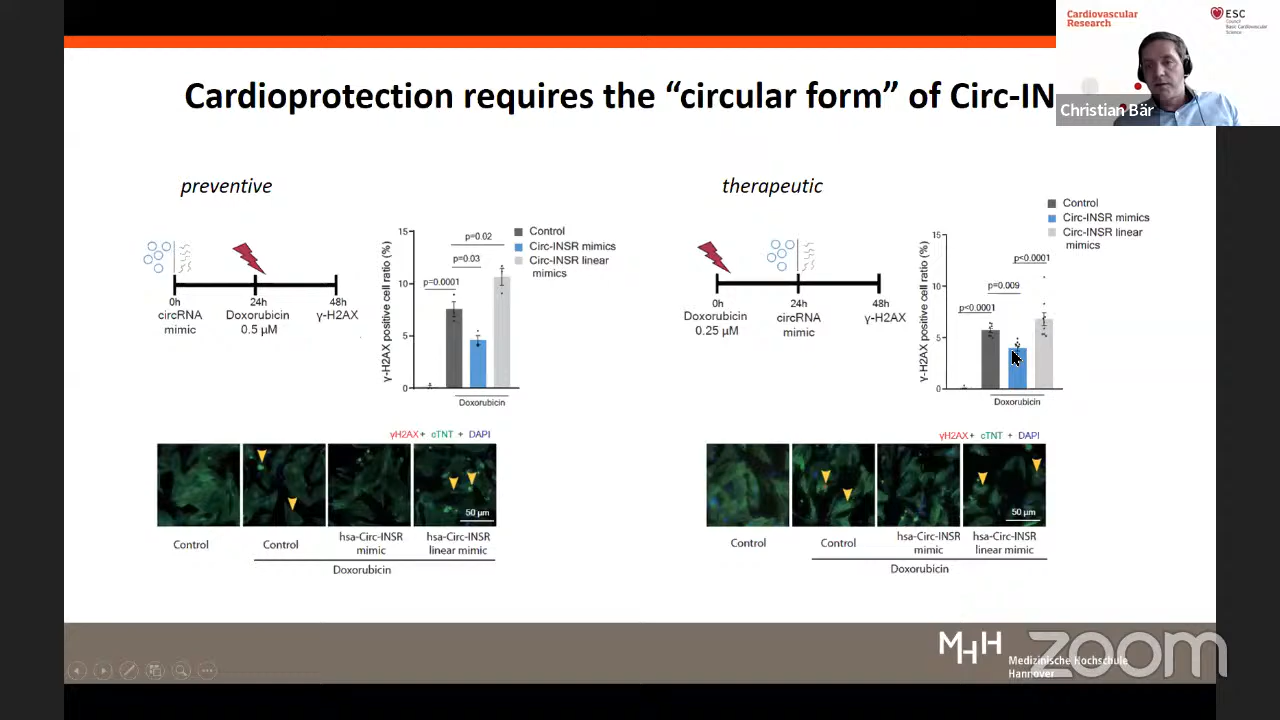 Cardiovascular
Research
ESC
Council
Basic Cardiovascular
Science
Christian Bär
Cardioprotection requires the “circular form” of Circ-IN
preventive
0h
24h
48h
circRNA
mimic
Doxorubicin
0.5 µM
γ-H2AX
γ-H2AX positive cell ratio (%)
15
10
5
0
p=0.02
p=0.03
p=0.0001
Doxorubicin
Control
Circ-INSR mimics
Circ-INSR linear
mimics
γH2AX + cTNT + DAPI
50 µm
Control
Control
hsa-Circ-INSR
mimic
hsa-Circ-INSR
linear mimic
Doxorubicin
therapeutic
0h
24h
48h
Doxorubicin
0.25 µM
circRNA
mimic
γ-H2AX
γ-H2AX positive cell ratio (%)
15
10
5
0
p<0.0001
p=0.009
p<0.0001
Doxorubicin
Control
Circ-INSR mimics
Circ-INSR linear
mimics
γH2AX + cTNT + DAPI
50 µm
Control
Control
hsa-Circ-INSR
mimic
hsa-Circ-INSR
linear mimic
Doxorubicin
MHH
Medizinische Hochschule
Hannover
zoom